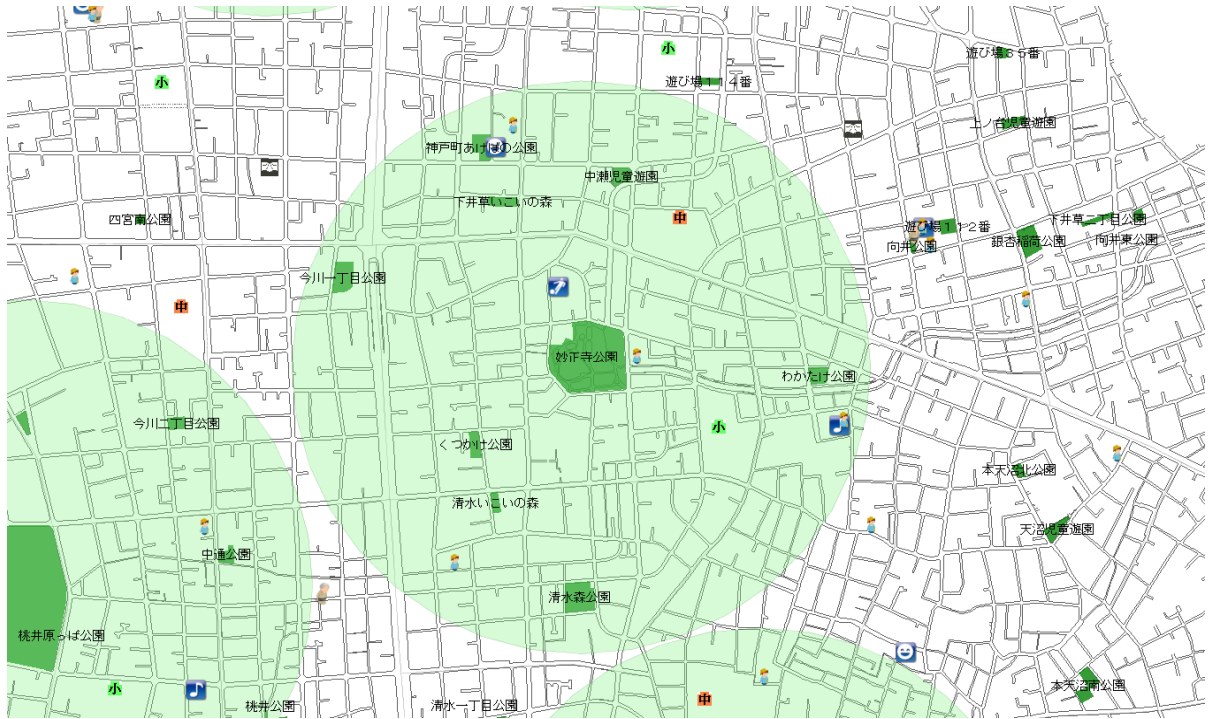 小
遊び場８５番
小
遊び場１１４番
上ノ台児童遊園
神戸町あけぼの公園
中瀬児童遊園
下井草いこいの森
中
四宮南公園
下井草二丁目公園
遊び場１１２番
向井公園
銀杏稲荷公園
向井東公園
今川一丁目公園
中
妙正寺公園
わかたけ公園
今川二丁目公園
小
くつかけ公園
本天沼北公園
清水いこいの森
天沼児童遊園
中通公園
清水森公園
桃井原っぱ公園
本天沼南公園
小
中
桃井公園
清水一丁目公園